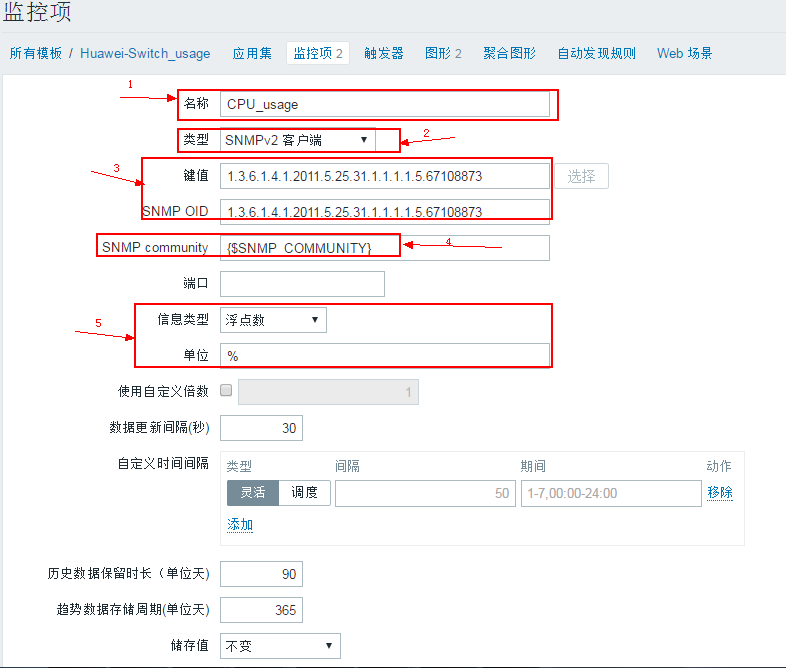 监控项
所有模板 / Huawei-Switch_usage 应用集 监控项 2 触发器 图形 2 聚合图形 自动发现规则 Web 场景
1
名称 CPU_usage
2
类型 SNMPv2 客户端
3
键值 1.3.6.1.4.1.2011.5.25.31.1.1.1.1.5.67108873 选择
SNMP OID 1.3.6.1.4.1.2011.5.25.31.1.1.1.1.5.67108873
4
SNMP community {$SNMP_COMMUNITY}
端口
5
信息类型 浮点数
单位 %
使用自定义倍数 1
数据更新间隔(秒) 30
自定义时间间隔 类型 间隔 期间 动作
灵活 调度 50 1-7,00:00-24:00 移除
添加
历史数据保留时长（单位天) 90
趋势数据存储周期(单位天) 365
储存值 不变